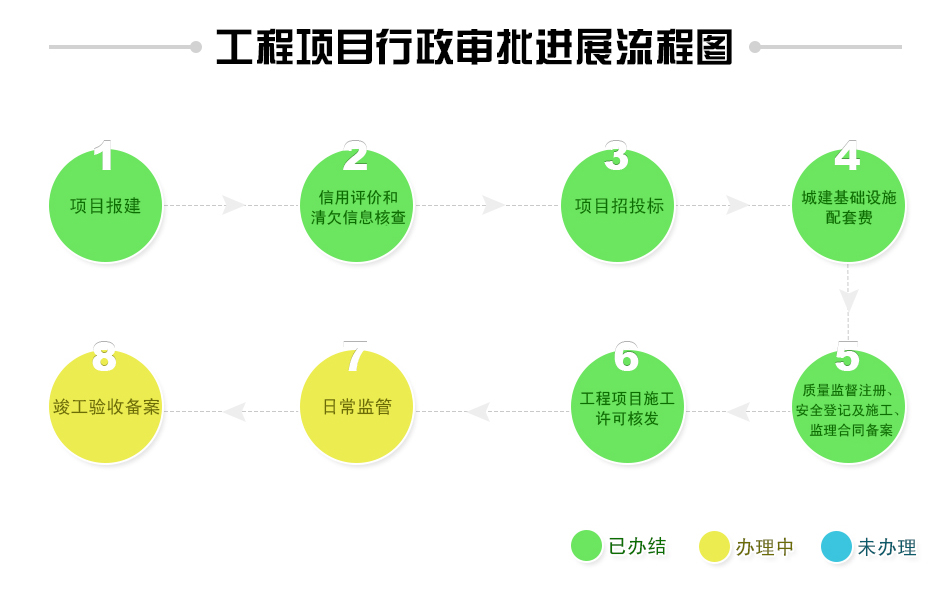 工程项目行政审批进展流程图
1
项目报建
2
信用评价和
清欠信息核查
3
项目招投标
4
城建基础设施
配套费
5
质量监督注册、
安全登记及施工、
监理合同备案
6
工程项目施工
许可核发
7
日常监管
8
竣工验收备案
已办结
办理中
未办理